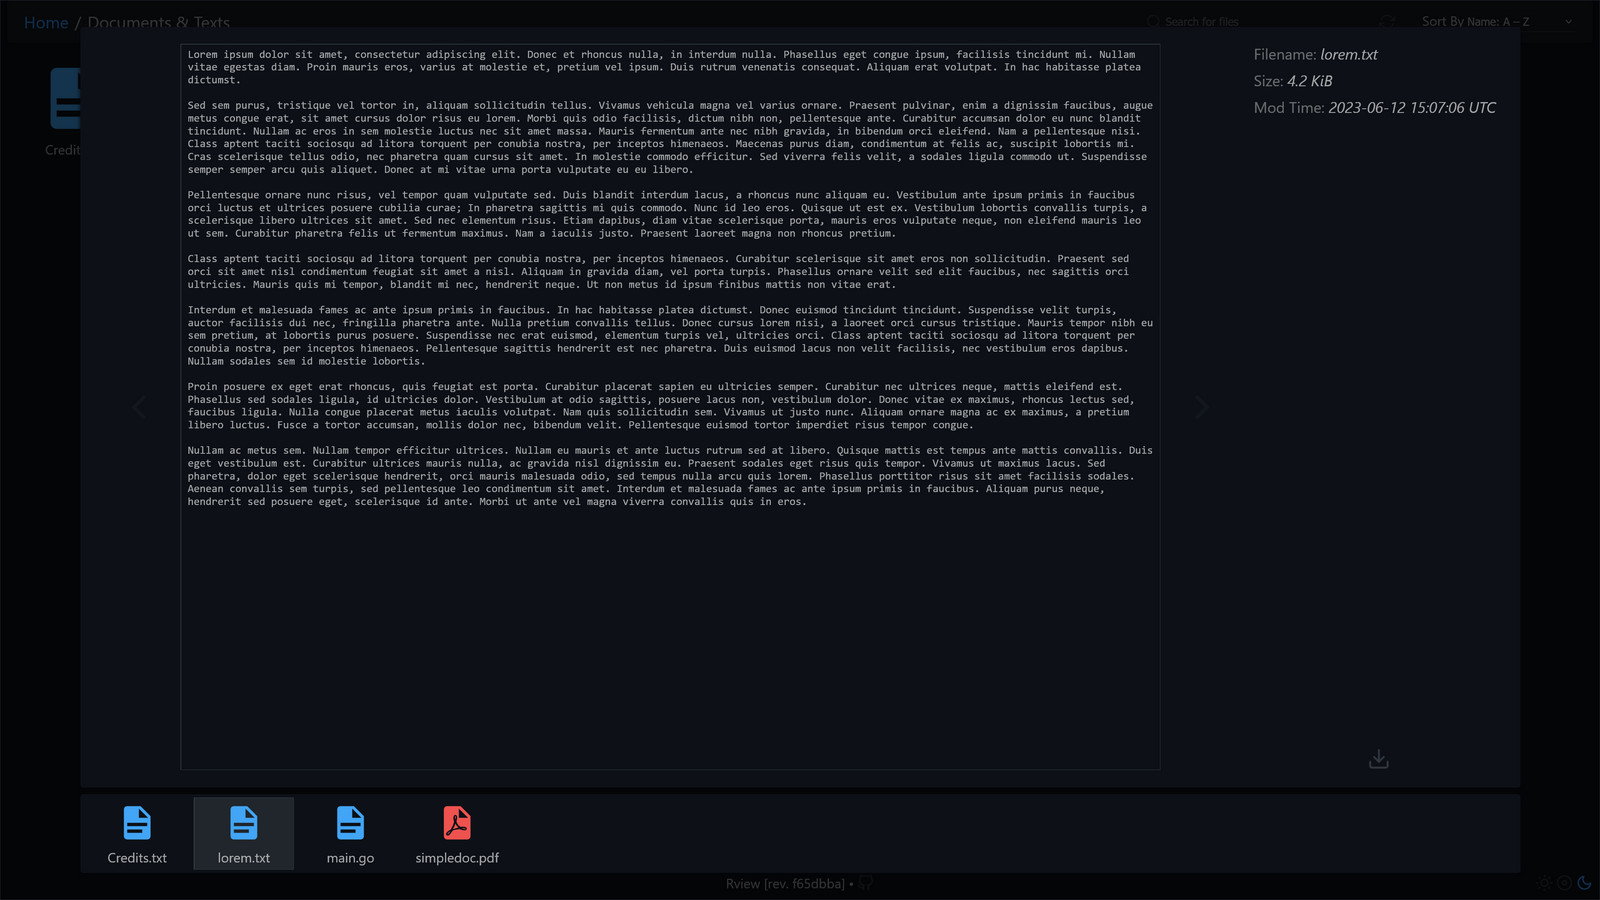 Home / Documents & Texts
Search for files
Sort By Name: A – Z
Credit
Lorem ipsum dolor sit amet, consectetur adipiscing elit. Donec et rhoncus nulla, in interdum nulla. Phasellus eget congue ipsum, facilisis tincidunt mi. Nullam
vitae egestas diam. Proin mauris eros, varius at molestie et, pretium vel ipsum. Duis rutrum venenatis consequat. Aliquam erat volutpat. In hac habitasse platea
dictumst.
Sed sem purus, tristique vel tortor in, aliquam sollicitudin tellus. Vivamus vehicula magna vel varius ornare. Praesent pulvinar, enim a dignissim faucibus, augue
metus congue erat, sit amet cursus dolor risus eu lorem. Morbi quis odio facilisis, dictum nibh non, pellentesque ante. Curabitur accumsan dolor eu nunc blandit
tincidunt. Nullam ac eros in sem molestie luctus nec sit amet massa. Mauris fermentum ante nec nibh gravida, in bibendum orci eleifend. Nam a pellentesque nisi.
Class aptent taciti sociosqu ad litora torquent per conubia nostra, per inceptos himenaeos. Maecenas purus diam, condimentum at felis ac, suscipit lobortis mi.
Cras scelerisque tellus odio, nec pharetra quam cursus sit amet. In molestie commodo efficitur. Sed viverra felis velit, a sodales ligula commodo ut. Suspendisse
semper semper arcu quis aliquet. Donec at mi vitae urna porta vulputate eu eu libero.
Pellentesque ornare nunc risus, vel tempor quam vulputate sed. Duis blandit interdum lacus, a rhoncus nunc aliquam eu. Vestibulum ante ipsum primis in faucibus
orci luctus et ultrices posuere cubilia curae; In pharetra sagittis mi quis commodo. Nunc id leo eros. Quisque ut est ex. Vestibulum lobortis convallis turpis, a
scelerisque libero ultrices sit amet. Sed nec elementum risus. Etiam dapibus, diam vitae scelerisque porta, mauris eros vulputate neque, non eleifend mauris leo
ut sem. Curabitur pharetra felis ut fermentum maximus. Nam a iaculis justo. Praesent laoreet magna non rhoncus pretium.
Class aptent taciti sociosqu ad litora torquent per conubia nostra, per inceptos himenaeos. Curabitur scelerisque sit amet eros non sollicitudin. Praesent sed
orci sit amet nisl condimentum feugiat sit amet a nisl. Aliquam in gravida diam, vel porta turpis. Phasellus ornare velit sed elit faucibus, nec sagittis orci
ultricies. Mauris quis mi tempor, blandit mi nec, hendrerit neque. Ut non metus id ipsum finibus mattis non vitae erat.
Interdum et malesuada fames ac ante ipsum primis in faucibus. In hac habitasse platea dictumst. Donec euismod tincidunt tincidunt. Suspendisse velit turpis,
auctor facilisis dui nec, fringilla pharetra ante. Nulla pretium convallis tellus. Donec cursus lorem nisi, a laoreet orci cursus tristique. Mauris tempor nibh eu
sem pretium, at lobortis purus posuere. Suspendisse nec erat euismod, elementum turpis vel, ultricies orci. Class aptent taciti sociosqu ad litora torquent per
conubia nostra, per inceptos himenaeos. Pellentesque sagittis hendrerit est nec pharetra. Duis euismod lacus non velit facilisis, nec vestibulum eros dapibus.
Nullam sodales sem id molestie lobortis.
Proin posuere ex eget erat rhoncus, quis feugiat est porta. Curabitur placerat sapien eu ultricies semper. Curabitur nec ultrices neque, mattis eleifend est.
Phasellus sed sodales ligula, id ultricies dolor. Vestibulum at odio sagittis, posuere lacus non, vestibulum dolor. Donec vitae ex maximus, rhoncus lectus sed,
faucibus ligula. Nulla congue placerat metus iaculis volutpat. Nam quis sollicitudin sem. Vivamus ut justo nunc. Aliquam ornare magna ac ex maximus, a pretium
libero luctus. Fusce a tortor accumsan, mollis dolor nec, bibendum velit. Pellentesque euismod tortor imperdiet risus tempor congue.
Nullam ac metus sem. Nullam tempor efficitur ultrices. Nullam eu mauris et ante luctus rutrum sed at libero. Quisque mattis est tempus ante mattis convallis. Duis
eget vestibulum est. Curabitur ultrices mauris nulla, ac gravida nisl dignissim eu. Praesent sodales eget risus quis tempor. Vivamus ut maximus lacus. Sed
pharetra, dolor eget scelerisque hendrerit, orci mauris malesuada odio, sed tempus nulla arcu quis lorem. Phasellus porttitor risus sit amet facilisis sodales.
Aenean convallis sem turpis, sed pellentesque leo condimentum sit amet. Interdum et malesuada fames ac ante ipsum primis in faucibus. Aliquam purus neque,
hendrerit sed posuere eget, scelerisque id ante. Morbi ut ante vel magna viverra convallis quis in eros.
Filename: lorem.txt
Size: 4.2 KiB
Mod Time: 2023-06-12 15:07:06 UTC
Credits.txt
lorem.txt
main.go
simpledoc.pdf
Rview [rev. f65dbba] •